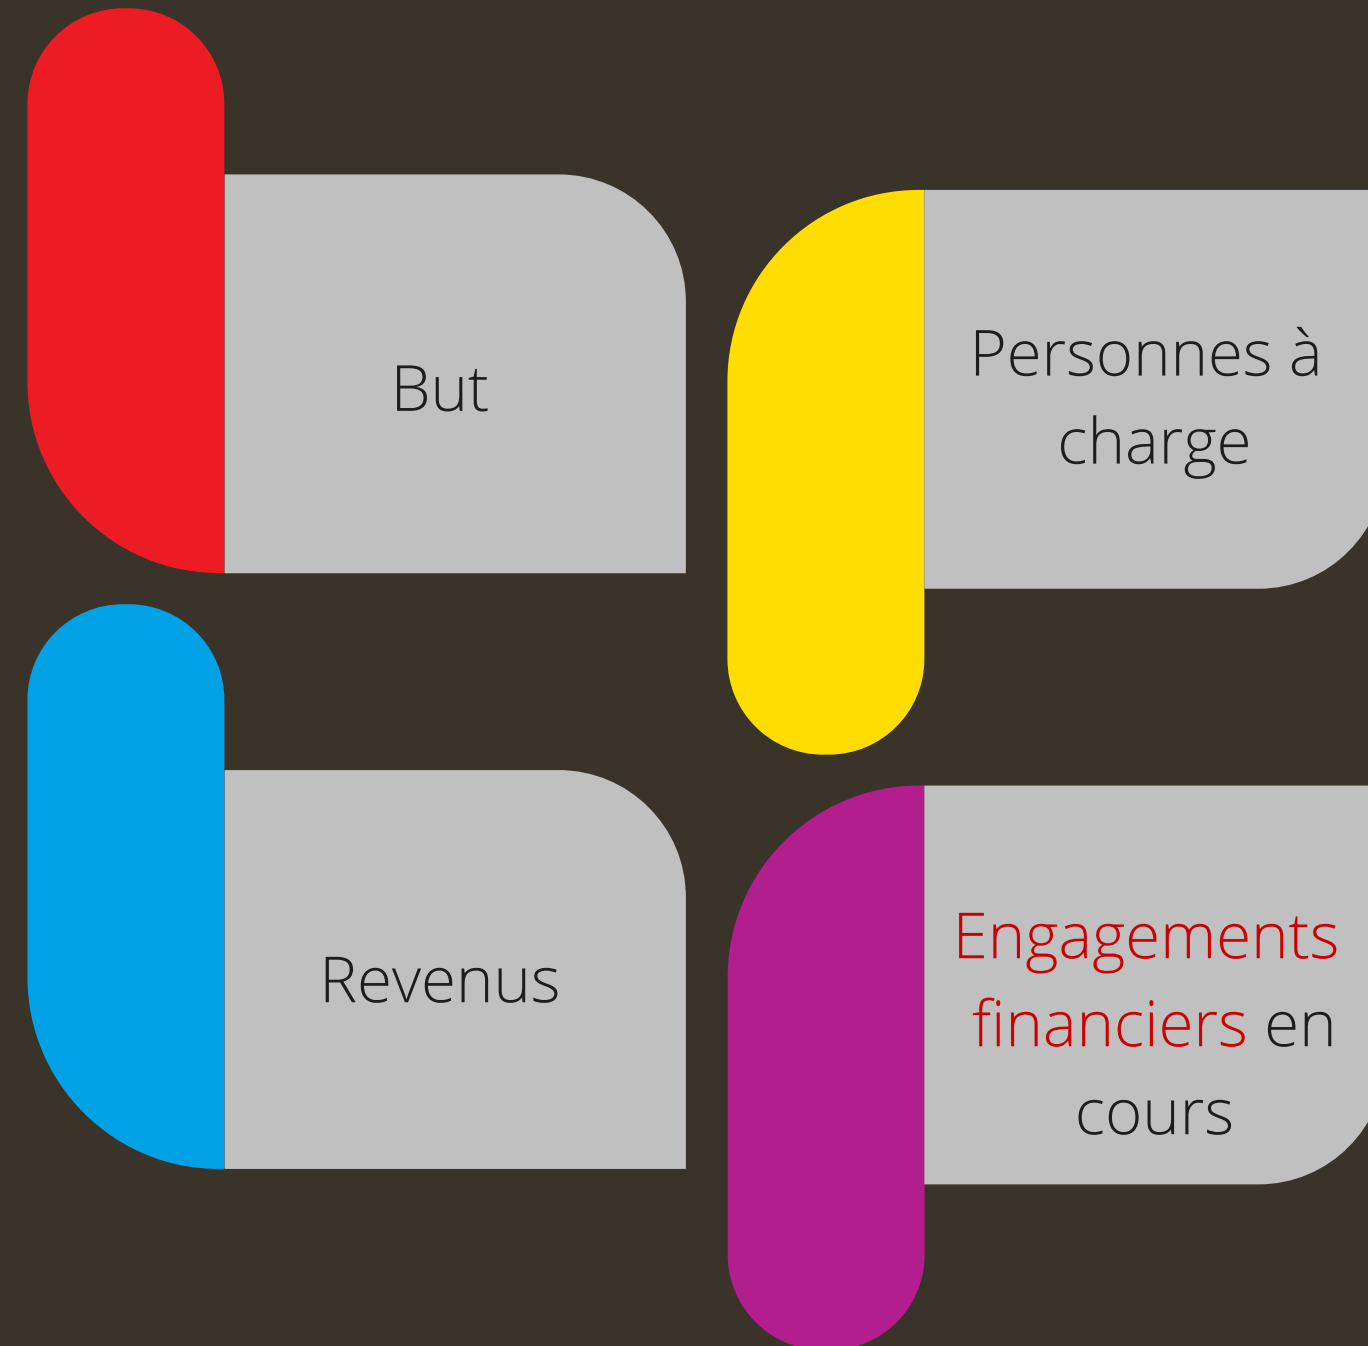 But
Personnes à
charge
Revenus
Engagements
financiers en
cours